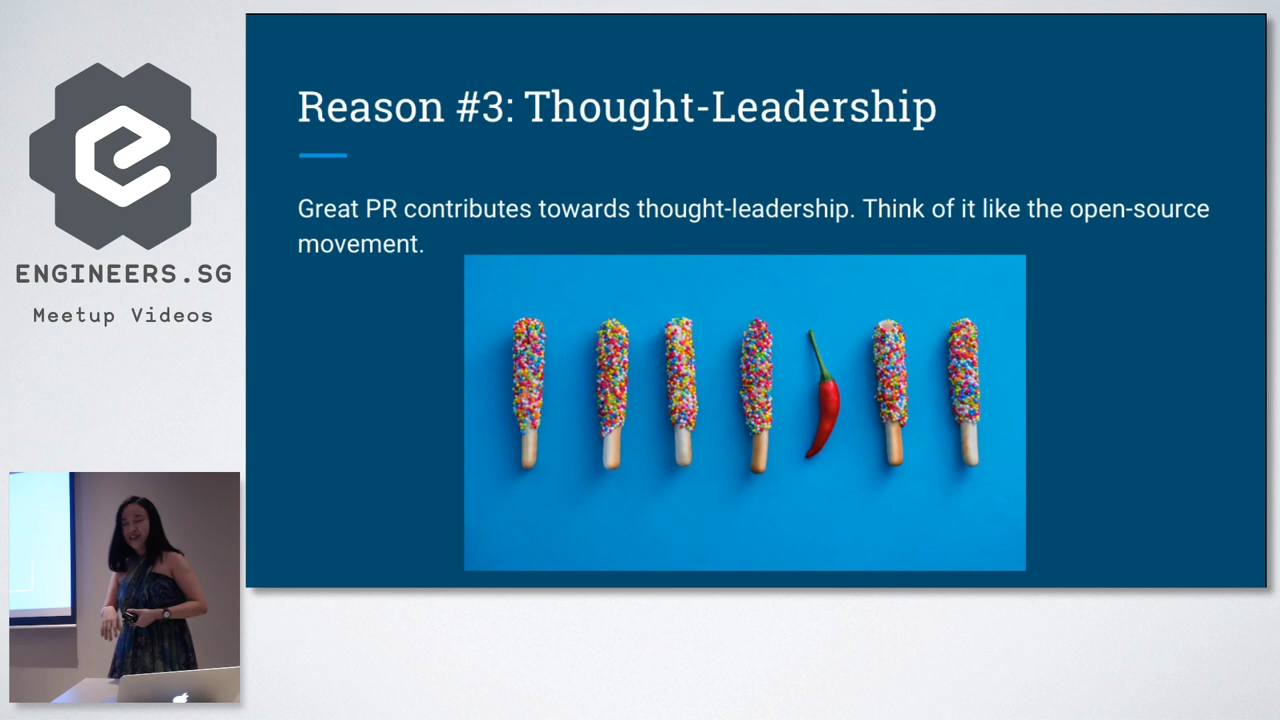 ENGINEERS.SG
Meetup Videos
Reason #3: Thought-Leadership
Great PR contributes towards thought-leadership. Think of it like the open-source
movement.